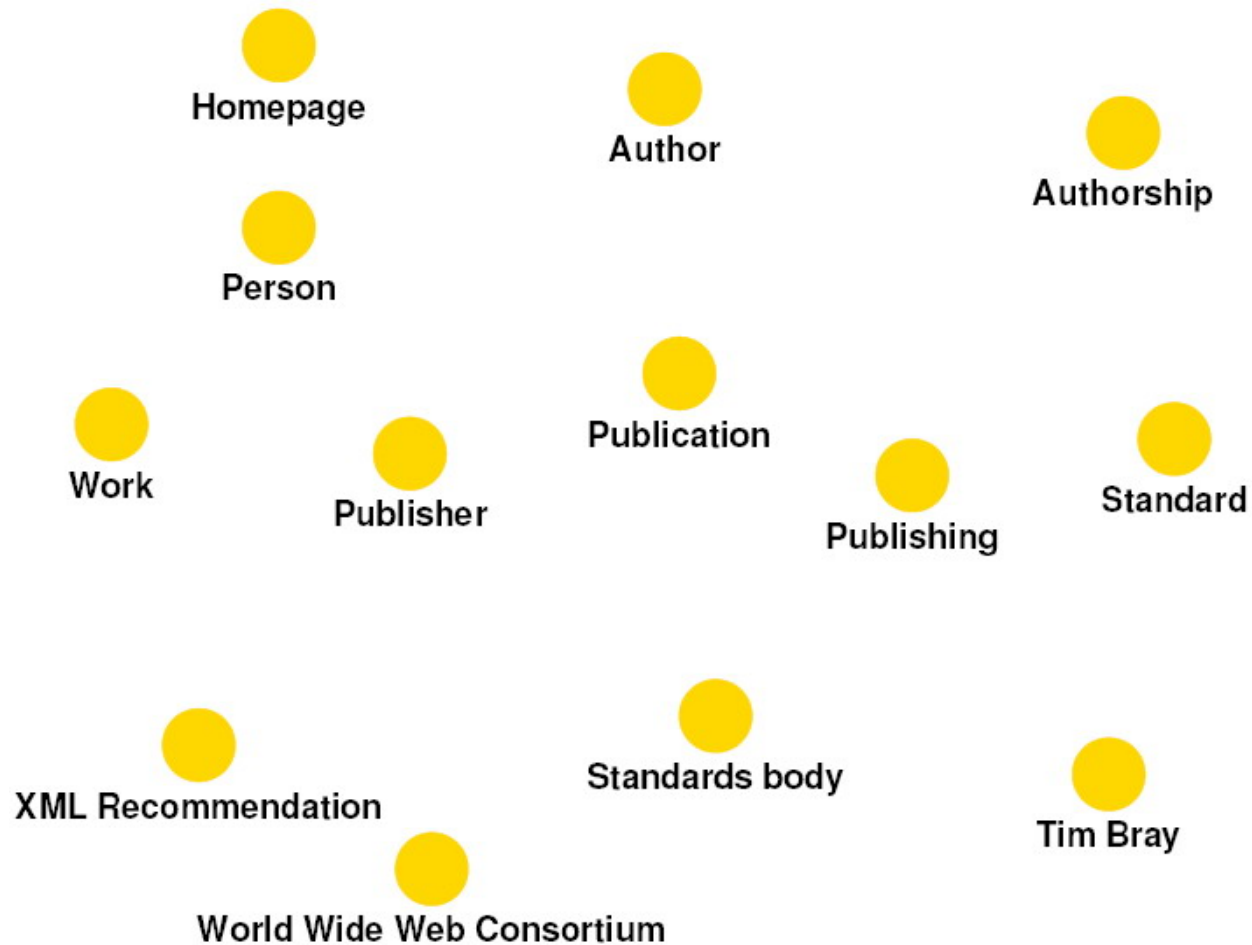 Homepage
Author
Authorship
Person
Publication
Work
Publisher
Publishing
Standard
Standards body
XML Recommendation
Tim Bray
World Wide Web Consortium